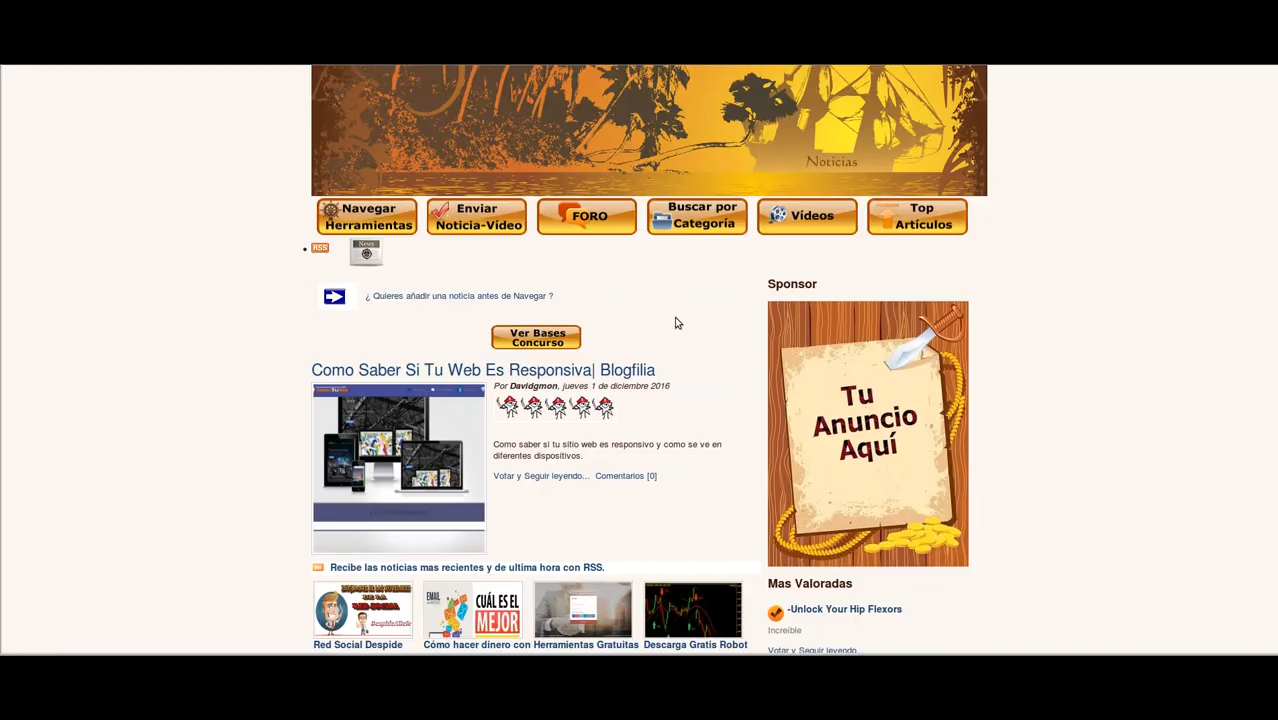 Noticias
Navegar Herramientas
Enviar Noticia-Vídeo
FORO
Buscar por Categoría
Vídeos
Top Artículos
RSS
News
¿ Quieres añadir una noticia antes de Navegar ?
Ver Bases
Concurso
Como Saber Si Tu Web Es Responsiva| Blogfilia
Por Davidgmon, jueves 1 de diciembre 2016
Como saber si tu sitio web es responsivo y como se ve en
diferentes dispositivos.
Votar y Seguir leyendo... Comentarios [0]
Recibe las noticias mas recientes y de ultima hora con RSS.
RED SOCIAL
EMAIL
CUÁL ES EL
MEJOR
Red Social Despide
Cómo hacer dinero con
Herramientas Gratuitas
Descarga Gratis Robot
Sponsor
Tu
Anuncio
Aquí
Mas Valoradas
-Unlock Your Hip Flexors
Increible
Votar y Seguir leyendo